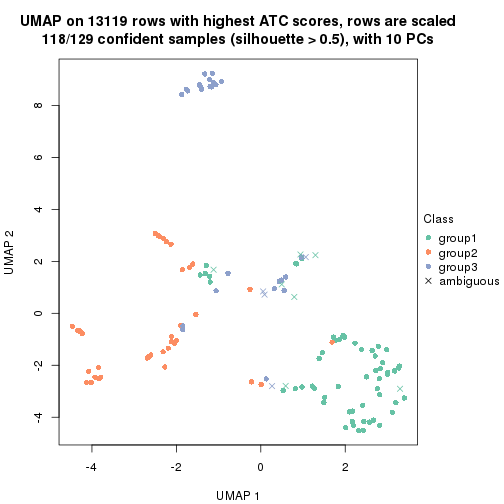 UMAP on 13119 rows with highest ATC scores, rows are scaled
118/129 confident samples (silhouette > 0.5), with 10 PCs
8
6
4
2
0
-2
-4
UMAP 2
-4
-2
0
2
UMAP 1
Class
group1
group2
group3
ambiguous